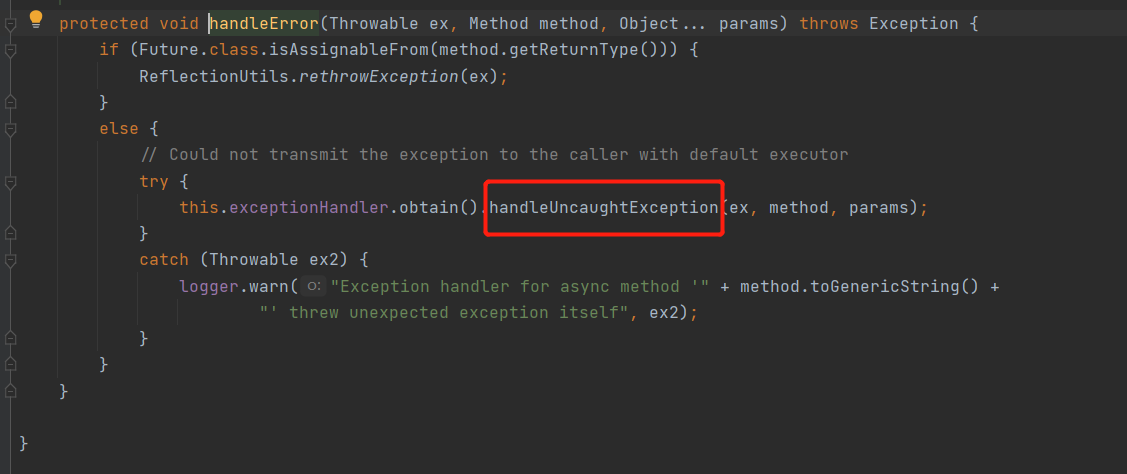 protected void handleError(Throwable ex, Method method, Object... params) throws Exception {
if (Future.class.isAssignableFrom(method.getReturnType())) {
ReflectionUtils.rethrowException(ex);
}
else {
// Could not transmit the exception to the caller with default executor
try {
this.exceptionHandler.obtain().handleUncaughtException(ex, method, params);
}
catch (Throwable ex2) {
logger.warn( o: "Exception handler for async method '" + method.toGenericString() +
"' threw unexpected exception itself", ex2);
}
}
}
}